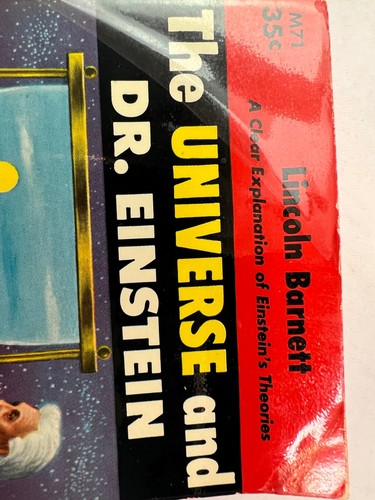 M71
35¢
Lincoln Barnett
A Clear Explanation of Einstein's Theories
The UNIVERSE and
DR. EINSTEIN